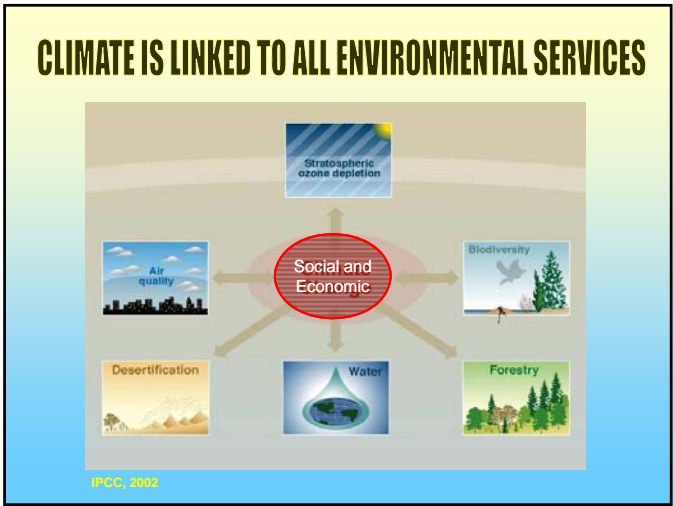 CLIMATE IS LINKED TO ALL ENVIRONMENTAL SERVICES
Stratospheric
ozone depletion
Air
quality
Social and
Economic
Biodiversity
Desertification
Water
Forestry
IPCC, 2002